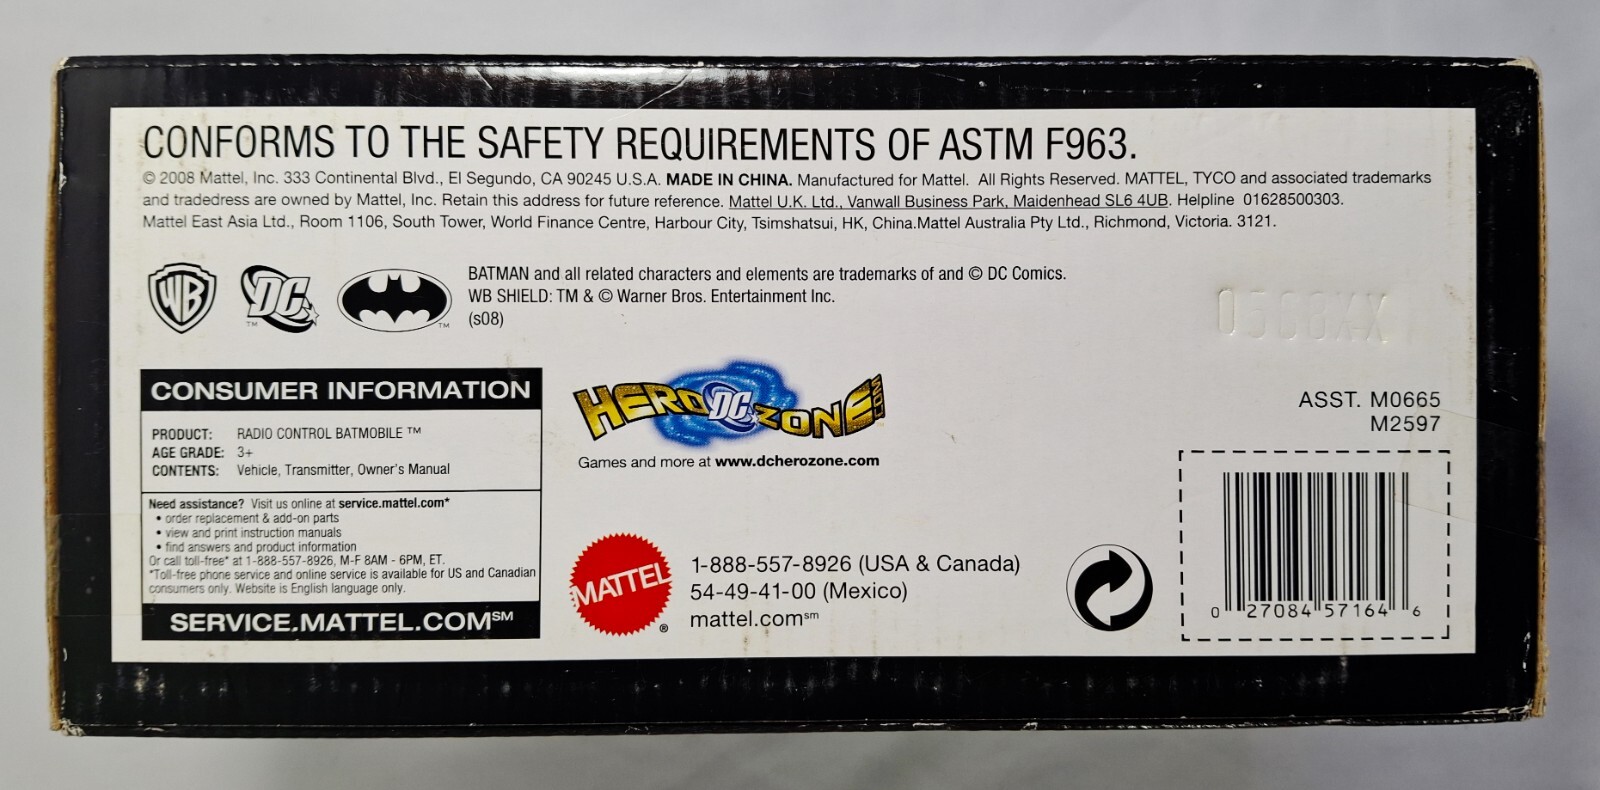 CONFORMS TO THE SAFETY REQUIREMENTS OF ASTM F963.
© 2008 Mattel, Inc. 333 Continental Blvd., El Segundo, CA 90245 U.S.A. MADE IN CHINA. Manufactured for Mattel. All Rights Reserved. MATTEL, TYCO and associated trademarks
and tradedress are owned by Mattel, Inc. Retain this address for future reference. Mattel U.K. Ltd., Vanwall Business Park, Maidenhead SL6 4UB. Helpline 01628500303.
Mattel East Asia Ltd., Room 1106, South Tower, World Finance Centre, Harbour City, Tsimshatsui, HK, China.Mattel Australia Pty Ltd., Richmond, Victoria. 3121.
WB
DC
TM
TM
BATMAN and all related characters and elements are trademarks of and © DC Comics.
WB SHIELD: TM & © Warner Bros. Entertainment Inc.
(s08)
CONSUMER INFORMATION
PRODUCT: RADIO CONTROL BATMOBILE ™
AGE GRADE: 3+
CONTENTS: Vehicle, Transmitter, Owner's Manual
Need assistance? Visit us online at service.mattel.com*
• order replacement & add-on parts
• view and print instruction manuals
• find answers and product information
Or call toll-free* at 1-888-557-8926, M-F 8AM - 6PM, ET.
*Toll-free phone service and online service is available for US and Canadian
consumers only. Website is English language only.
SERVICE.MATTEL.COM℠
DC HERO ZONE.COM
Games and more at www.dcherozone.com
MATTEL ®
1-888-557-8926 (USA & Canada)
54-49-41-00 (Mexico)
mattel.com℠
ASST. M0665
M2597
0 27084 57164 6